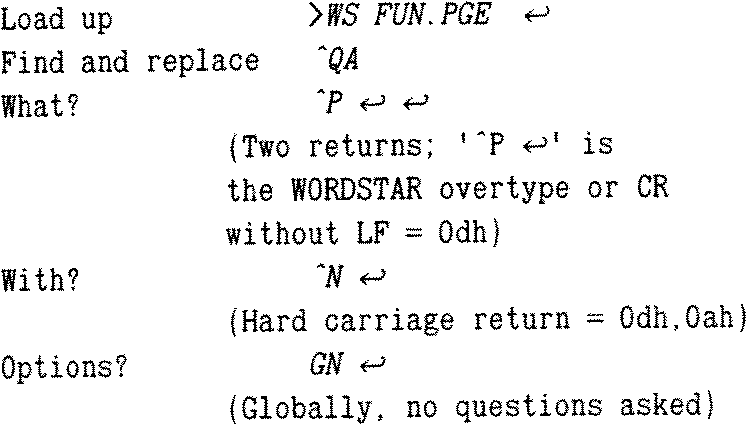 Load up >WS FUN.PGE ↩
Find and replace ^QA
What? ^P ↩ ↩
(Two returns; '^P ↩' is
the WORDSTAR overtype or CR
without LF = 0dh)
With? ^N ↩
(Hard carriage return = 0dh,0ah)
Options? GN ↩
(Globally, no questions asked)